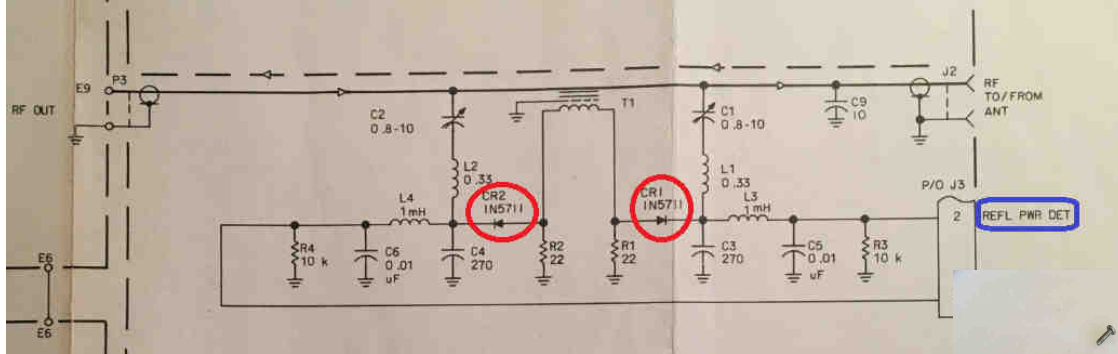 E9
P3
RF OUT
C2
0.8-10
T1
C1
0.8-10
C9
10
J2
RF
TO/FROM
ANT
L2
0.33
L1
0.33
CR2
1N5711
CR1
1N5711
L4
1mH
L3
1mH
P/O J3
2
REFL PWR DET
R4
10 k
C6
0.01
uF
C4
270
R2
22
R1
22
C3
270
C5
0.01
uF
R3
10 k
E6
E6